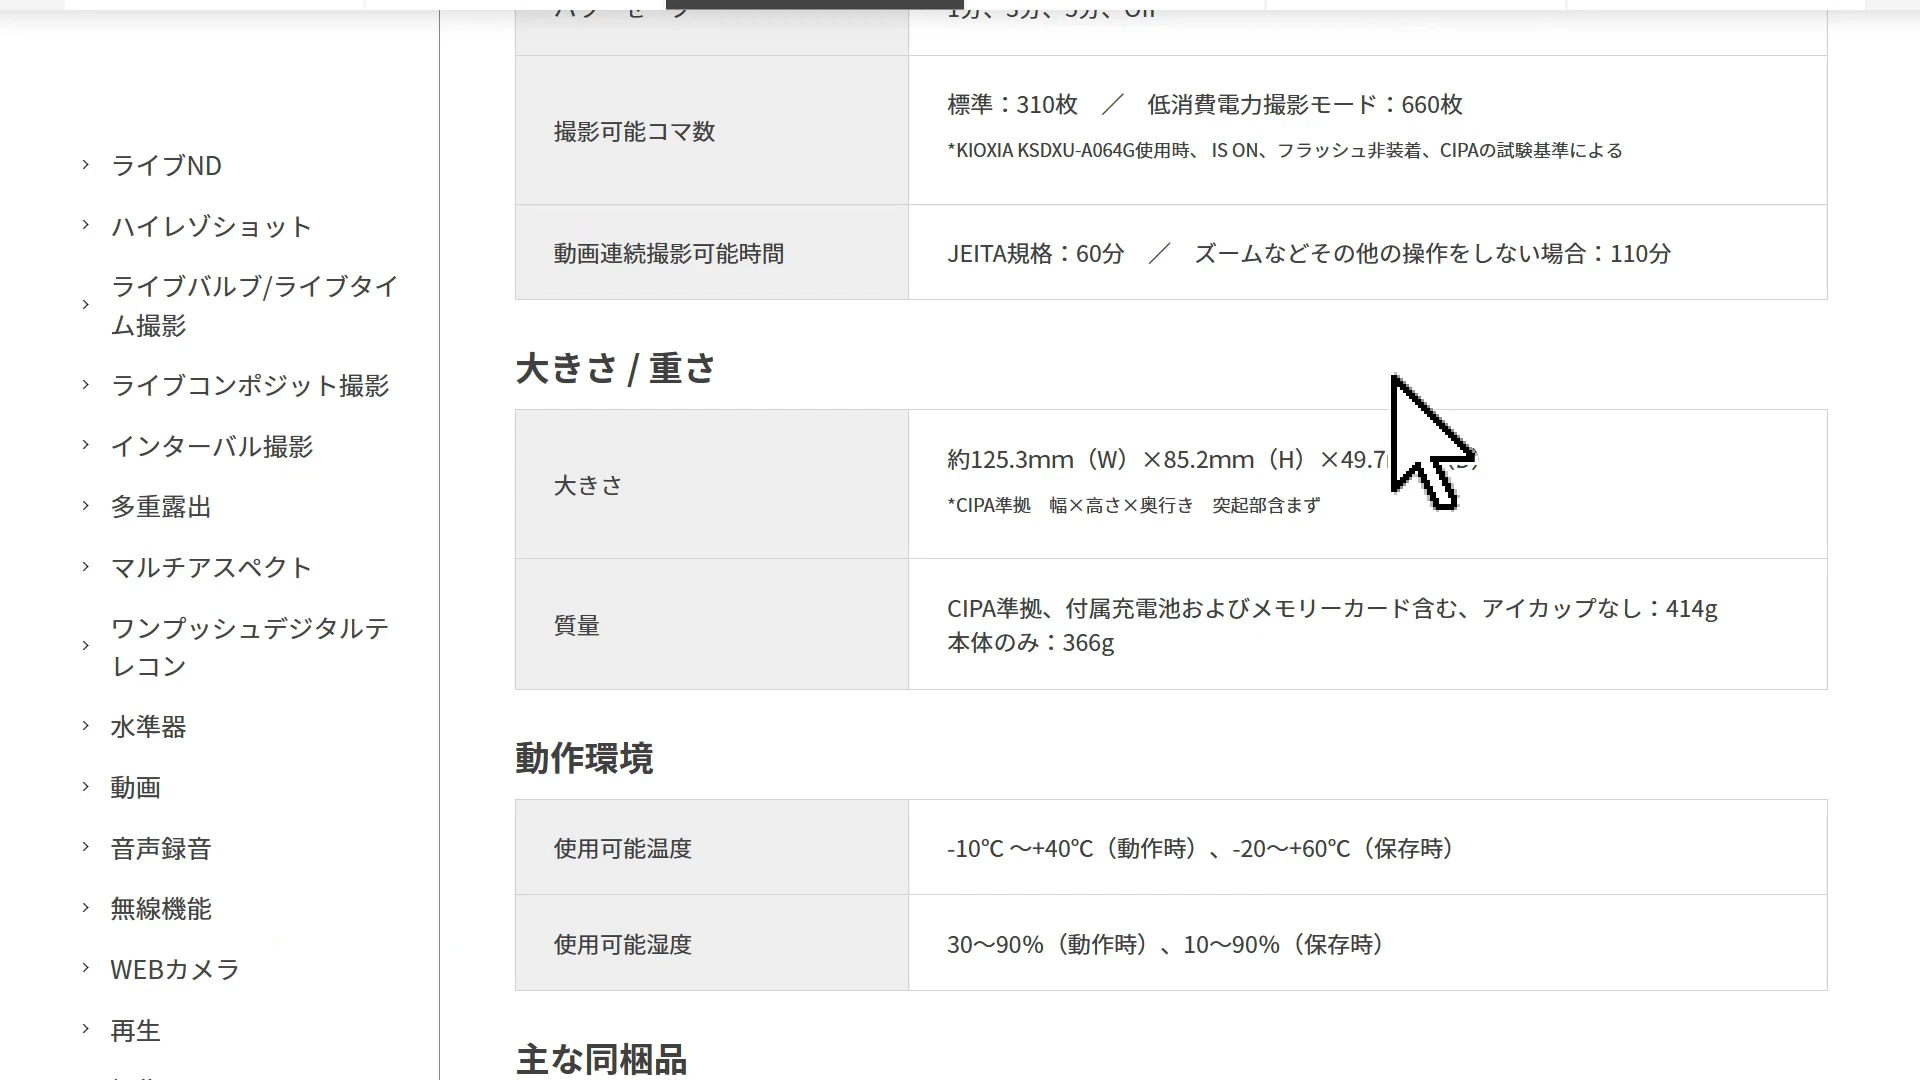 ライブND
ハイレゾショット
ライブバルブ/ライブタイ
ム撮影
ライブコンポジット撮影
インターバル撮影
多重露出
マルチアスペクト
ワンプッシュデジタルテ
レコン
水準器
動画
音声録音
無線機能
WEBカメラ
再生
1分、3分、5分、Off
撮影可能コマ数
標準：310枚　／　低消費電力撮影モード：660枚
*KIOXIA KSDXU-A064G使用時、IS ON、フラッシュ非装着、CIPAの試験基準による
動画連続撮影可能時間
JEITA規格：60分　／　ズームなどその他の操作をしない場合：110分
大きさ / 重さ
大きさ
約125.3mm（W）×85.2mm（H）×49.7
*CIPA準拠　幅×高さ×奥行き　突起部含まず
質量
CIPA準拠、付属充電池およびメモリーカード含む、アイカップなし：414g
本体のみ：366g
動作環境
使用可能温度
-10℃ ～+40℃（動作時）、-20～+60℃（保存時）
使用可能湿度
30～90%（動作時）、10～90%（保存時）
主な同梱品